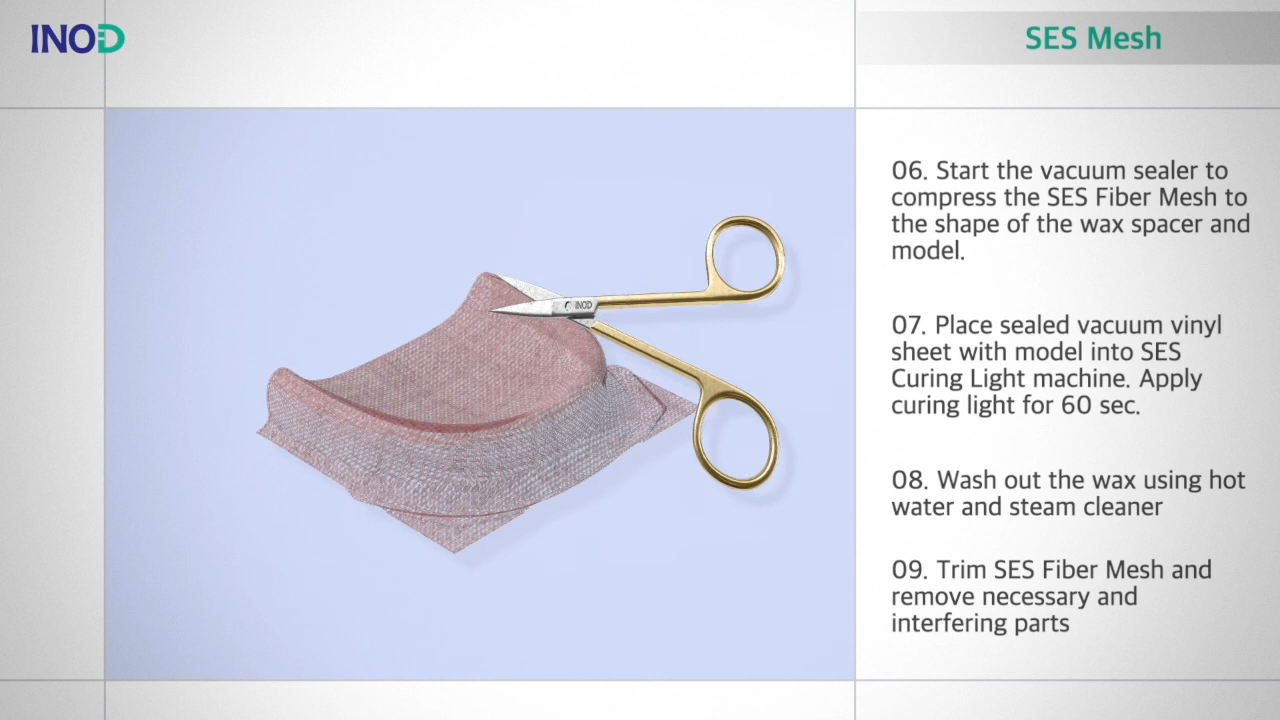 INOD
SES Mesh
06. Start the vacuum sealer to
compress the SES Fiber Mesh to
the shape of the wax spacer and
model.
07. Place sealed vacuum vinyl
sheet with model into SES
Curing Light machine. Apply
curing light for 60 sec.
08. Wash out the wax using hot
water and steam cleaner
09. Trim SES Fiber Mesh and
remove necessary and
interfering parts
INOD